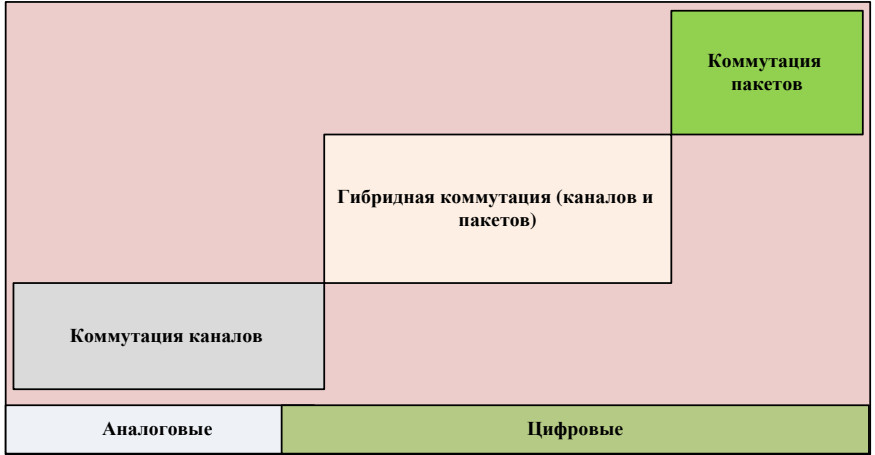 Коммутация
пакетов
Гибридная коммутация (каналов и
пакетов)
Коммутация каналов
Аналоговые
Цифровые